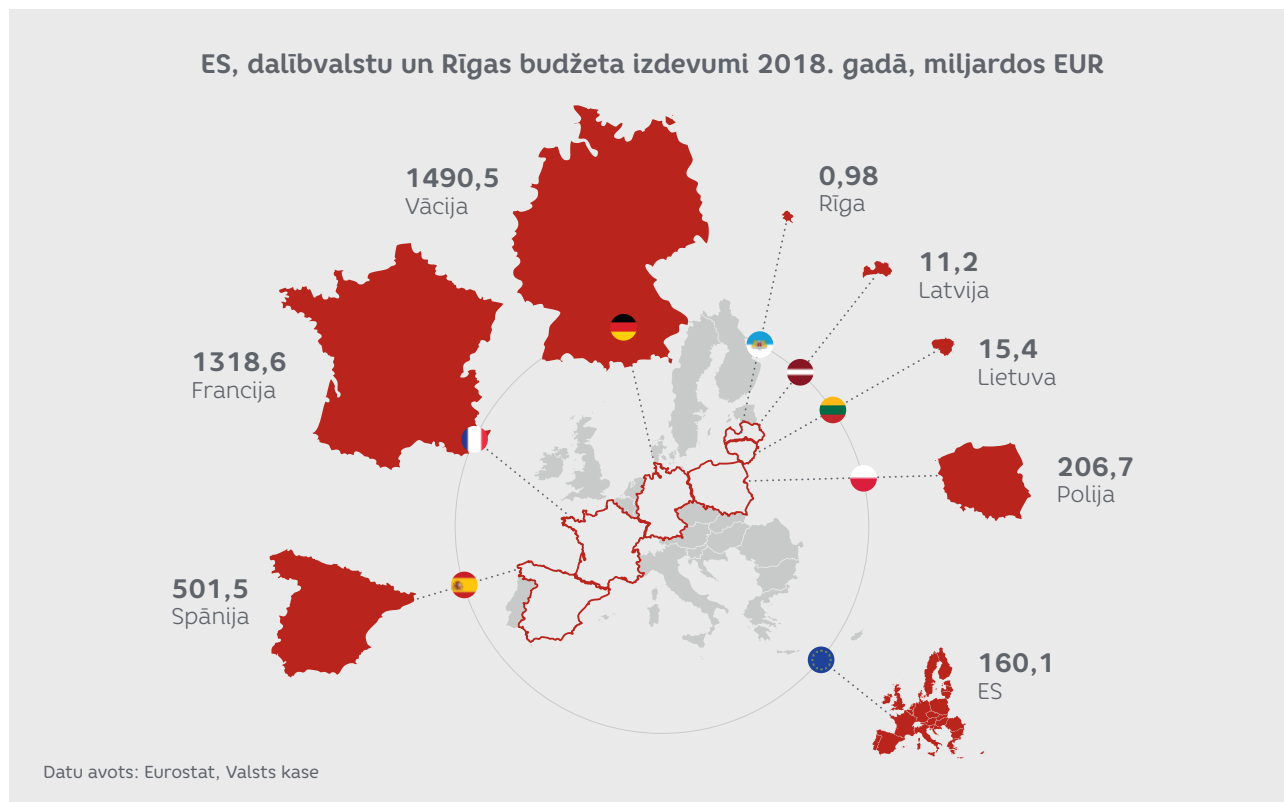 ES, dalībvalstu un Rīgas budžeta izdevumi 2018. gadā, miljardos EUR
1490,5
Vācija
0,98
Rīga
11,2
Latvija
1318,6
Francija
15,4
Lietuva
206,7
Polija
501,5
Spānija
160,1
ES
Datu avots: Eurostat, Valsts kase